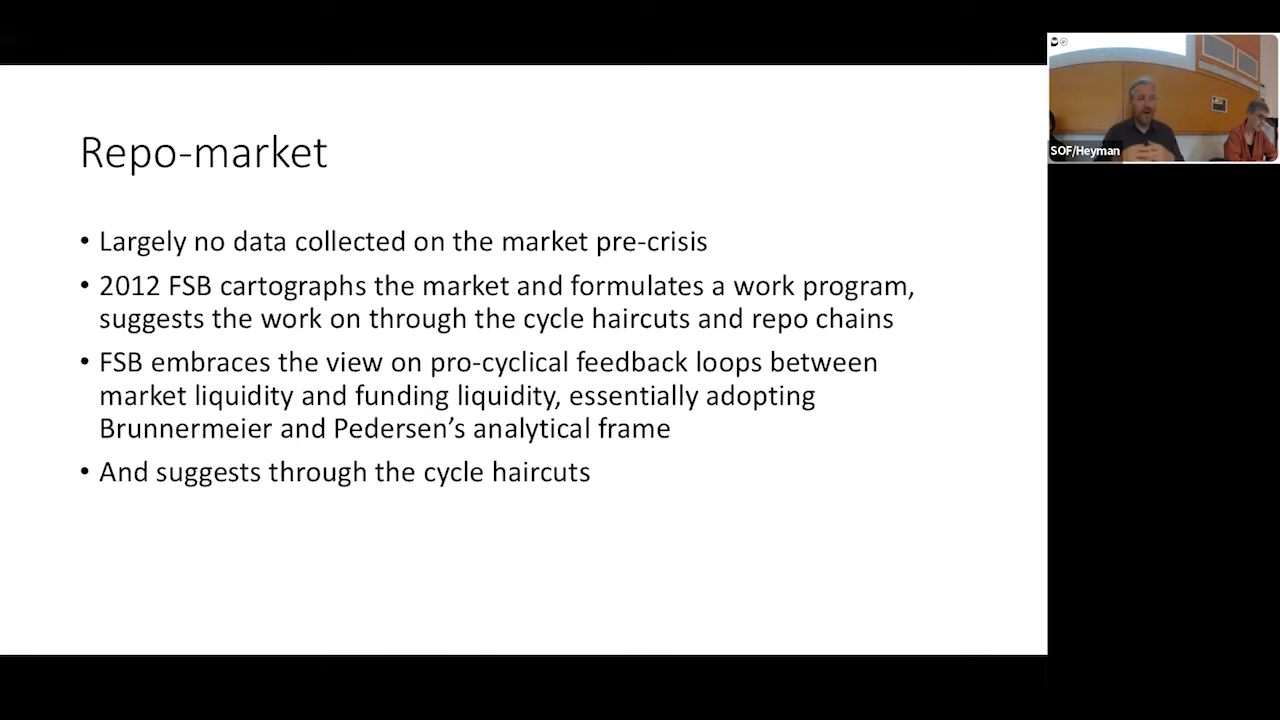 Repo-market
• Largely no data collected on the market pre-crisis
• 2012 FSB cartographs the market and formulates a work program,
suggests the work on through the cycle haircuts and repo chains
• FSB embraces the view on pro-cyclical feedback loops between
market liquidity and funding liquidity, essentially adopting
Brunnermeier and Pedersen’s analytical frame
• And suggests through the cycle haircuts
SOF/Heyman